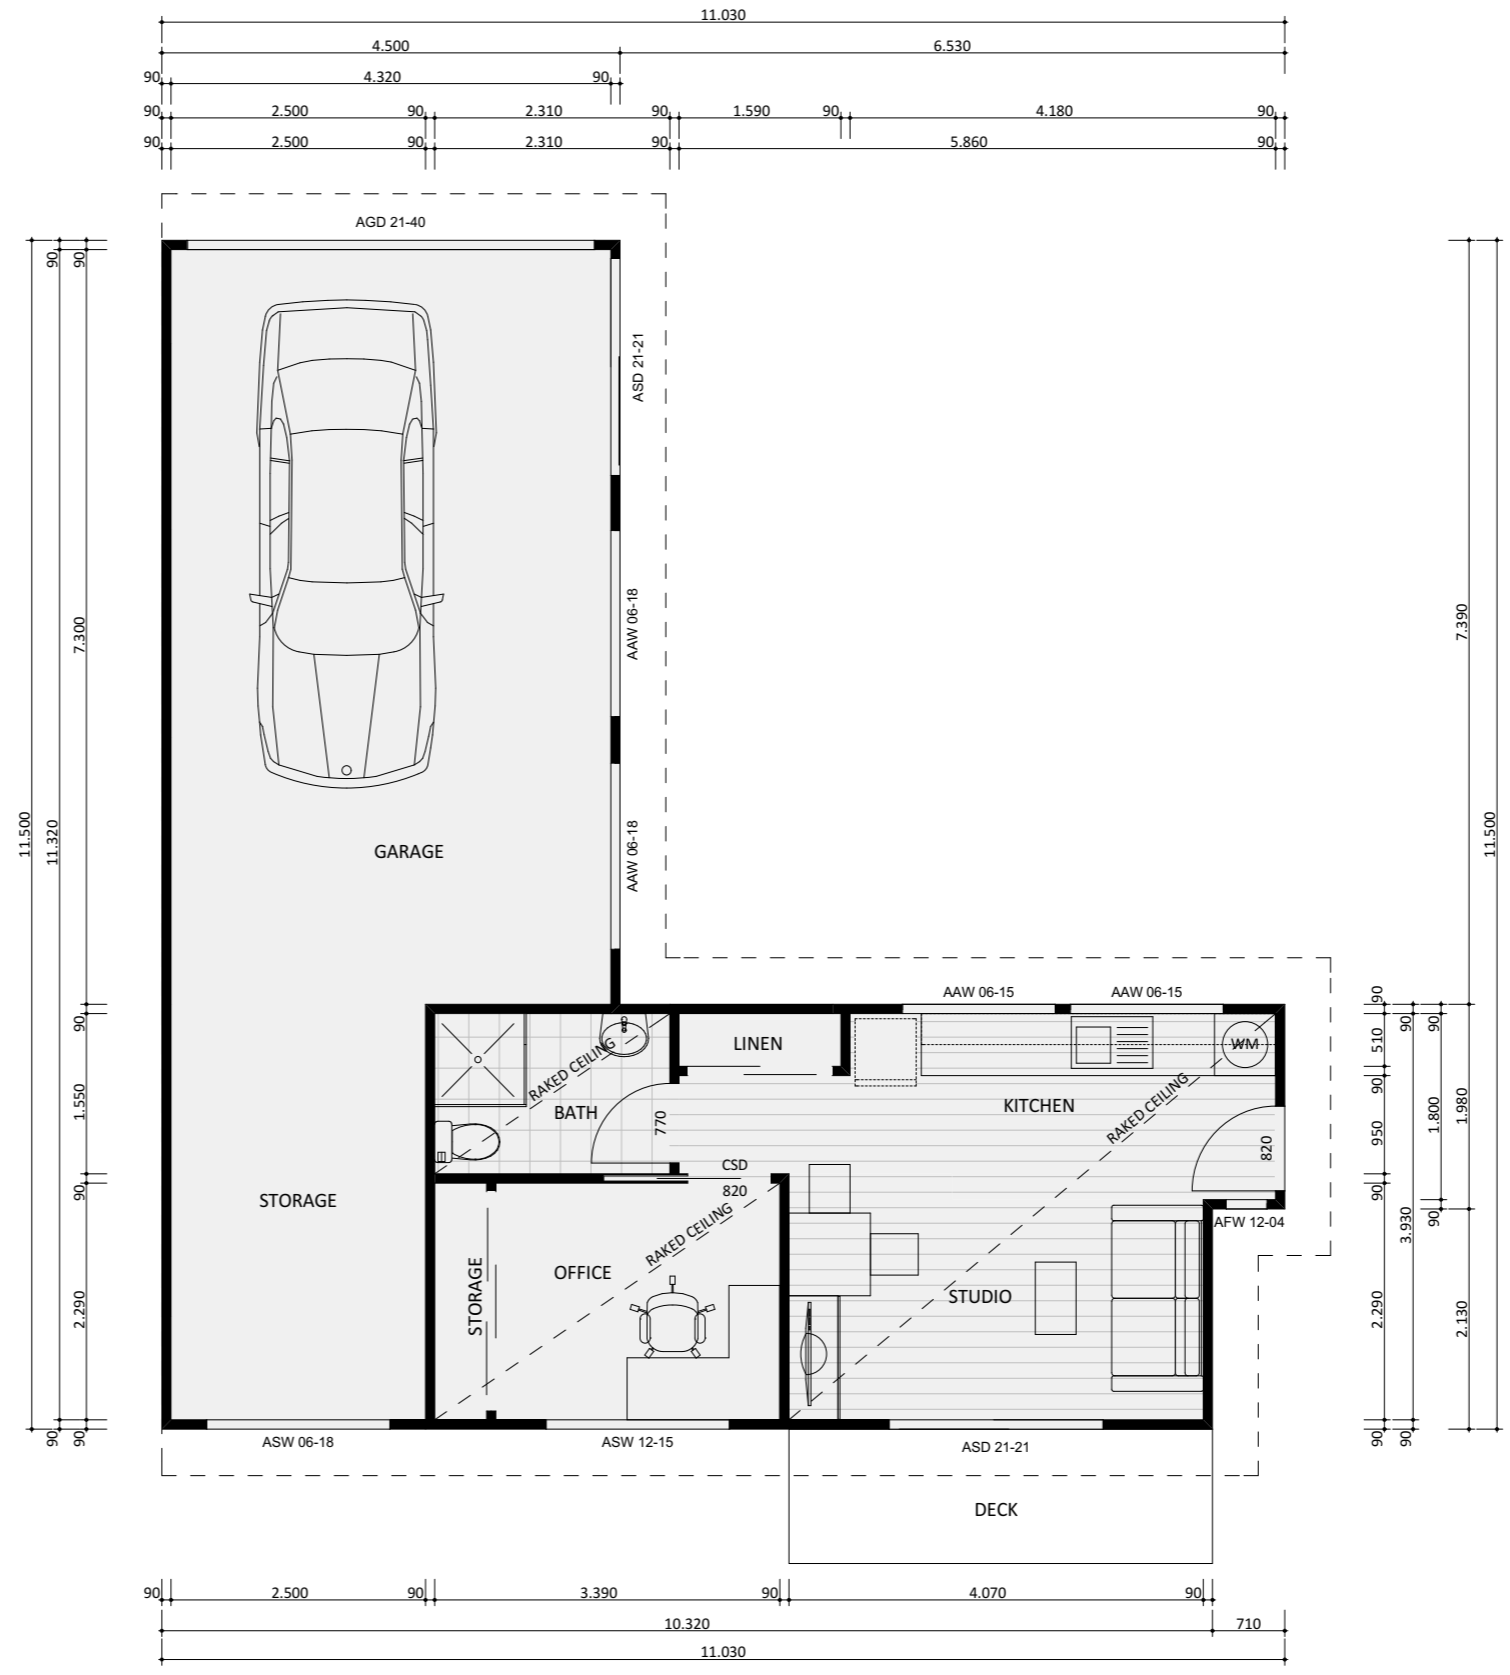 11.030
4.500 6.530
90 4.320 90
90 2.500 90 2.310 90 1.590 90 4.180 90
90 2.500 90 2.310 90 5.860 90
AGD 21-40
90 90
ASD 21-21
AAW 06-18
7.300
7.390
11.500
11.320
11.500
AAW 06-18
GARAGE
AAW 06-15 AAW 06-15
90 90
90 90 90
510
LINEN
WM
RAKED CEILING
BATH
KITCHEN
RAKED CEILING
1.550
770
820
950
1.800
1.980
CSD
820
90 90
STORAGE
90
AFW 12-04
RAKED CEILING
3.930
STORAGE
OFFICE
STUDIO
2.290
2.290
2.130
90 90
90 90
ASW 06-18
ASW 12-15
ASD 21-21
DECK
90 2.500 90 3.390 90 4.070 90
10.320 710
11.030